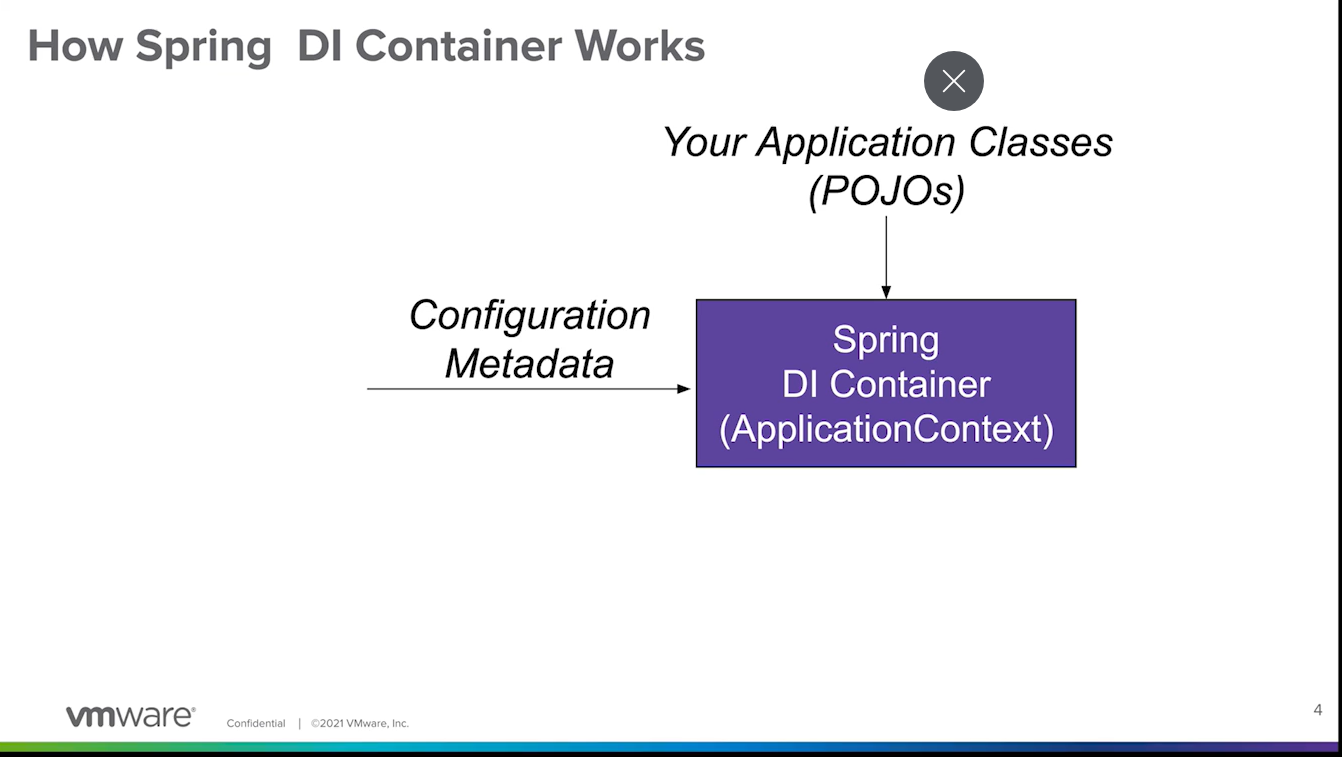 How Spring  DI Container Works
Your Application Classes
(POJOs)
Configuration
Metadata
Spring
DI Container
(ApplicationContext)
vmware®
Confidential | ©2021 VMware, Inc.
4